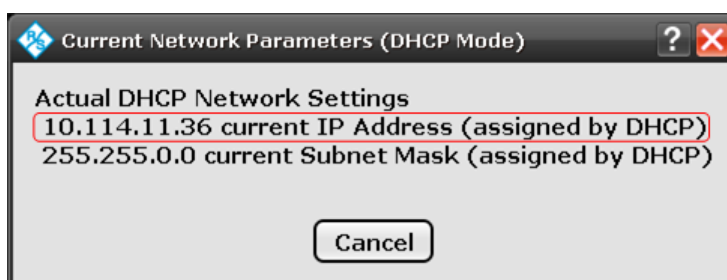 R&S Current Network Parameters (DHCP Mode) ?
Actual DHCP Network Settings
10.114.11.36 current IP Address (assigned by DHCP)
255.255.0.0 current Subnet Mask (assigned by DHCP)
Cancel